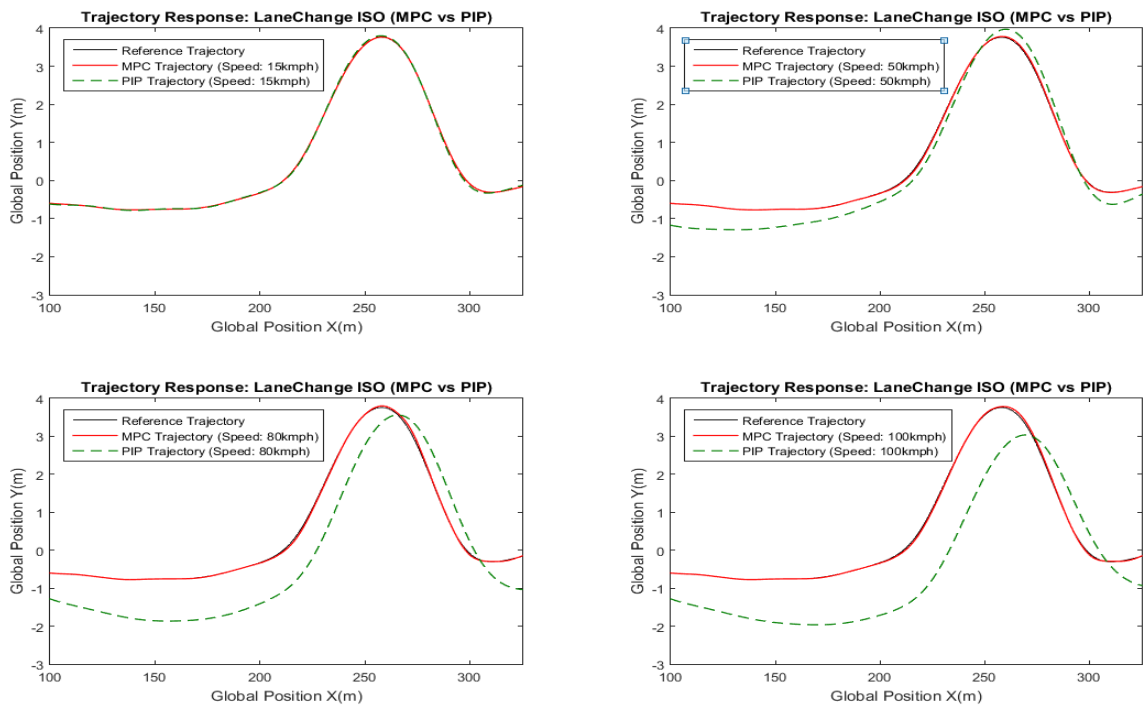 Trajectory Response: LaneChange ISO (MPC vs PIP)
4
3
2
1
0
-1
-2
-3
Global Position Y(m)
Reference Trajectory
MPC Trajectory (Speed: 15kmph)
PIP Trajectory (Speed: 15kmph)
100
150
200
250
300
Global Position X(m)
Trajectory Response: LaneChange ISO (MPC vs PIP)
4
3
2
1
0
-1
-2
-3
Global Position Y(m)
Reference Trajectory
MPC Trajectory (Speed: 50kmph)
PIP Trajectory (Speed: 50kmph)
100
150
200
250
300
Global Position X(m)
Trajectory Response: LaneChange ISO (MPC vs PIP)
4
3
2
1
0
-1
-2
-3
Global Position Y(m)
Reference Trajectory
MPC Trajectory (Speed: 80kmph)
PIP Trajectory (Speed: 80kmph)
100
150
200
250
300
Global Position X(m)
Trajectory Response: LaneChange ISO (MPC vs PIP)
4
3
2
1
0
-1
-2
-3
Global Position Y(m)
Reference Trajectory
MPC Trajectory (Speed: 100kmph)
PIP Trajectory (Speed: 100kmph)
100
150
200
250
300
Global Position X(m)